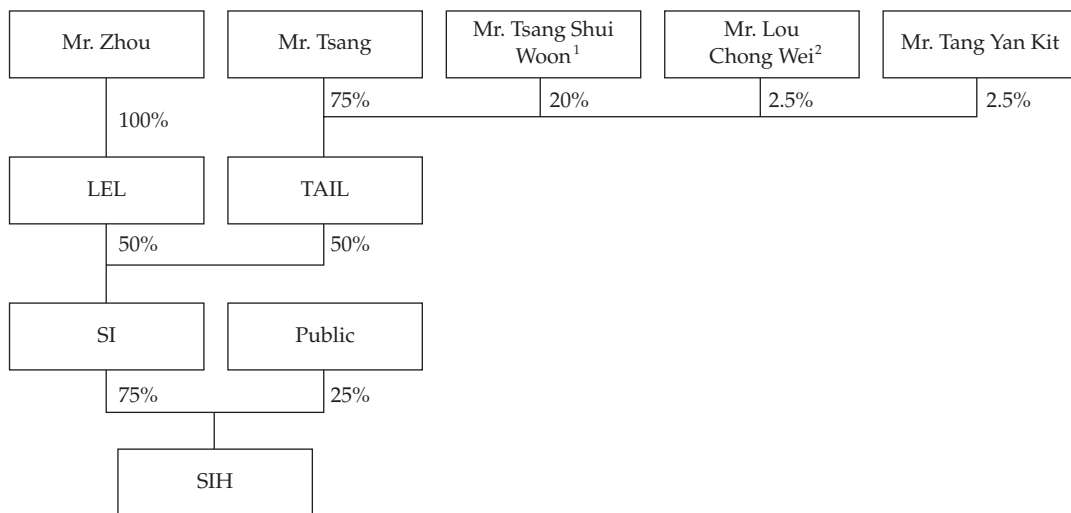 Mr. Zhou
Mr. Tsang
Mr. Tsang Shui
Woon¹
Mr. Lou
Chong Wei²
Mr. Tang Yan Kit
100%
75%
20%
2.5%
2.5%
LEL
TAIL
50%
50%
SI
Public
75%
25%
SIH